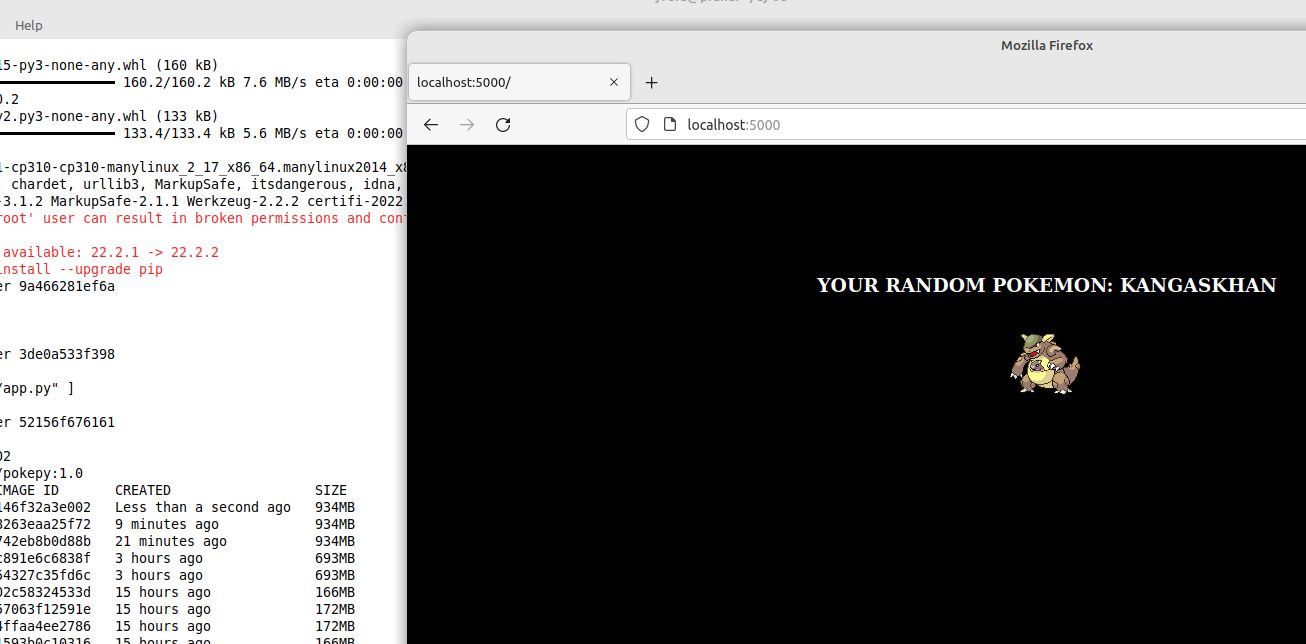 Help
15-py3-none-any.whl (160 kB)
160.2/160.2 kB 7.6 MB/s eta 0:00:00
0.2
v2.py3-none-any.whl (133 kB)
133.4/133.4 kB 5.6 MB/s eta 0:00:00
1-cp310-cp310-manylinux_2_17_x86_64.manylinux2014_x8
: chardet, urllib3, MarkupSafe, itsdangerous, idna,
-3.1.2 MarkupSafe-2.1.1 Werkzeug-2.2.2 certifi-2022
root' user can result in broken permissions and con
available: 22.2.1 -> 22.2.2
install --upgrade pip
er 9a466281ef6a
er 3de0a533f398
/app.py" ]
er 52156f676161
02
/pokepy:1.0
IMAGE ID CREATED SIZE
146f32a3e002 Less than a second ago 934MB
3263eaa25f72 9 minutes ago 934MB
742eb8b0d88b 21 minutes ago 934MB
c891e6c6838f 3 hours ago 693MB
54327c35fd6c 3 hours ago 693MB
02c58324533d 15 hours ago 166MB
57063f12591e 15 hours ago 172MB
4ffaa4ee2786 15 hours ago 172MB
1593b0c10316 15 hours ago 166MB
Mozilla Firefox
localhost:5000/
localhost:5000
YOUR RANDOM POKEMON: KANGASKHAN